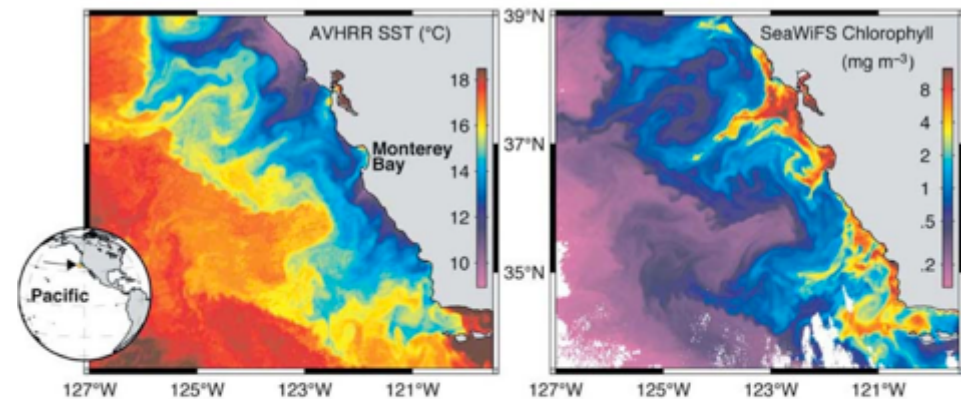 AVHRR SST (°C)
18
16
14
12
10
Monterey
Bay
Pacific
127°W
125°W
123°W
121°W
39°N
37°N
35°N
SeaWiFS Chlorophyll
(mg m⁻³)
8
4
2
1
.5
.2
127°W
125°W
123°W
121°W